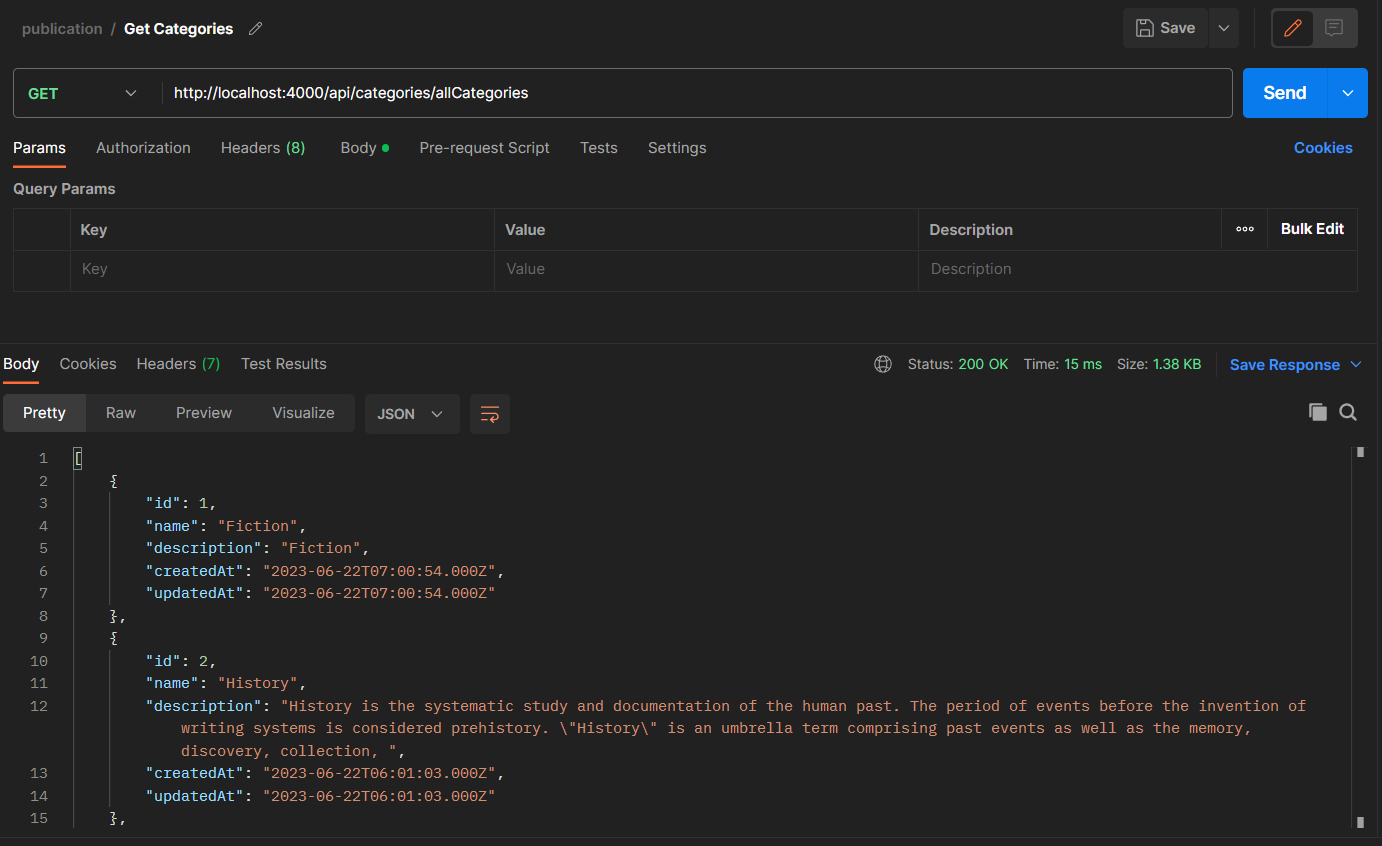 publication / Get Categories
Save
GET http://localhost:4000/api/categories/allCategories Send
Params Authorization Headers (8) Body Pre-request Script Tests Settings Cookies
Query Params
Key Value Description ooo Bulk Edit
Key Value Description
Body Cookies Headers (7) Test Results Status: 200 OK Time: 15 ms Size: 1.38 KB Save Response
Pretty Raw Preview Visualize JSON
1 [
2 {
3 "id": 1,
4 "name": "Fiction",
5 "description": "Fiction",
6 "createdAt": "2023-06-22T07:00:54.000Z",
7 "updatedAt": "2023-06-22T07:00:54.000Z"
8 },
9 {
10 "id": 2,
11 "name": "History",
12 "description": "History is the systematic study and documentation of the human past. The period of events before the invention of
writing systems is considered prehistory. \"History\" is an umbrella term comprising past events as well as the memory,
discovery, collection, ",
13 "createdAt": "2023-06-22T06:01:03.000Z",
14 "updatedAt": "2023-06-22T06:01:03.000Z"
15 },